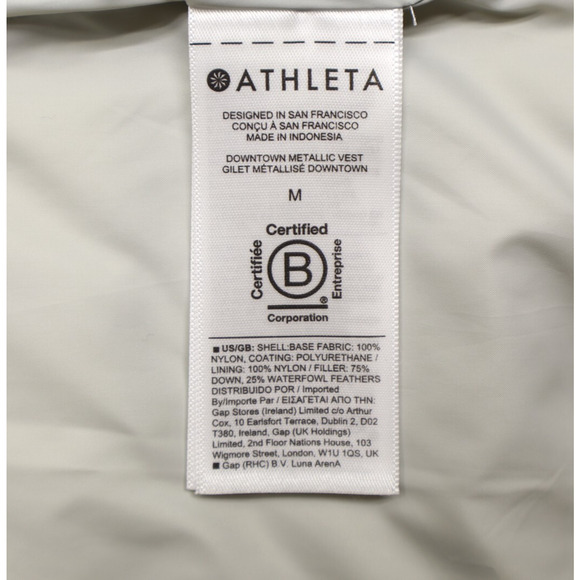 ATHLETA
DESIGNED IN SAN FRANCISCO
CONÇU À SAN FRANCISCO
MADE IN INDONESIA
DOWNTOWN METALLIC VEST
GILET MÉTALLISÉ DOWNTOWN
M
Certified
Certifiée
B
Entreprise
®
Corporation
■ US/GB: SHELL:BASE FABRIC: 100%
NYLON, COATING: POLYURETHANE /
LINING: 100% NYLON / FILLER: 75%
DOWN, 25% WATERFOWL FEATHERS
DISTRIBUIDO POR / Imported
By/Importe Par / ΕΙΣΑΓΕΤΑΙ ΑΠΟ ΤΗΝ:
Gap Stores (Ireland) Limited c/o Arthur
Cox, 10 Earlsfort Terrace, Dublin 2, D02
T380, Ireland, Gap (UK Holdings)
Limited, 2nd Floor Nations House, 103
Wigmore Street, London, W1U 1QS, UK
■ Gap (RHC) B.V. Luna ArenA